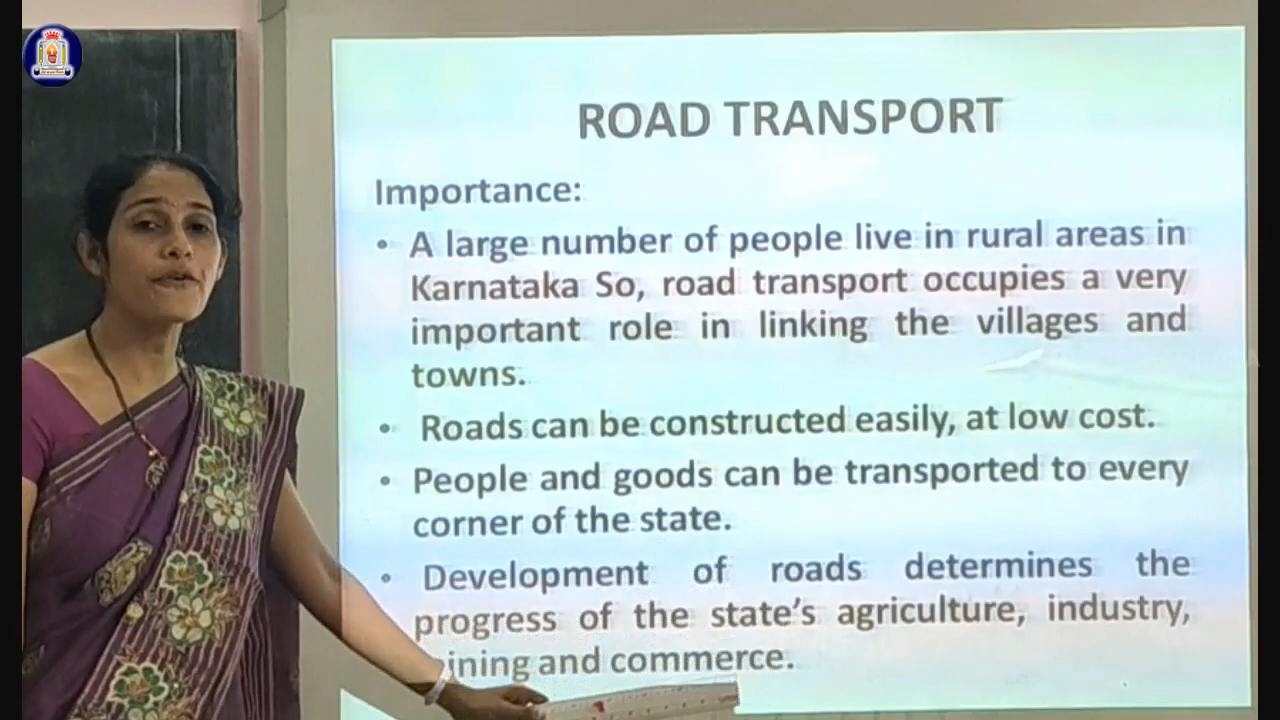 ROAD TRANSPORT
Importance:
• A large number of people live in rural areas in
Karnataka So, road transport occupies a very
important role in linking the villages and
towns.
• Roads can be constructed easily, at low cost.
• People and goods can be transported to every
corner of the state.
• Development of roads determines the
progress of the state's agriculture, industry,
ining and commerce.